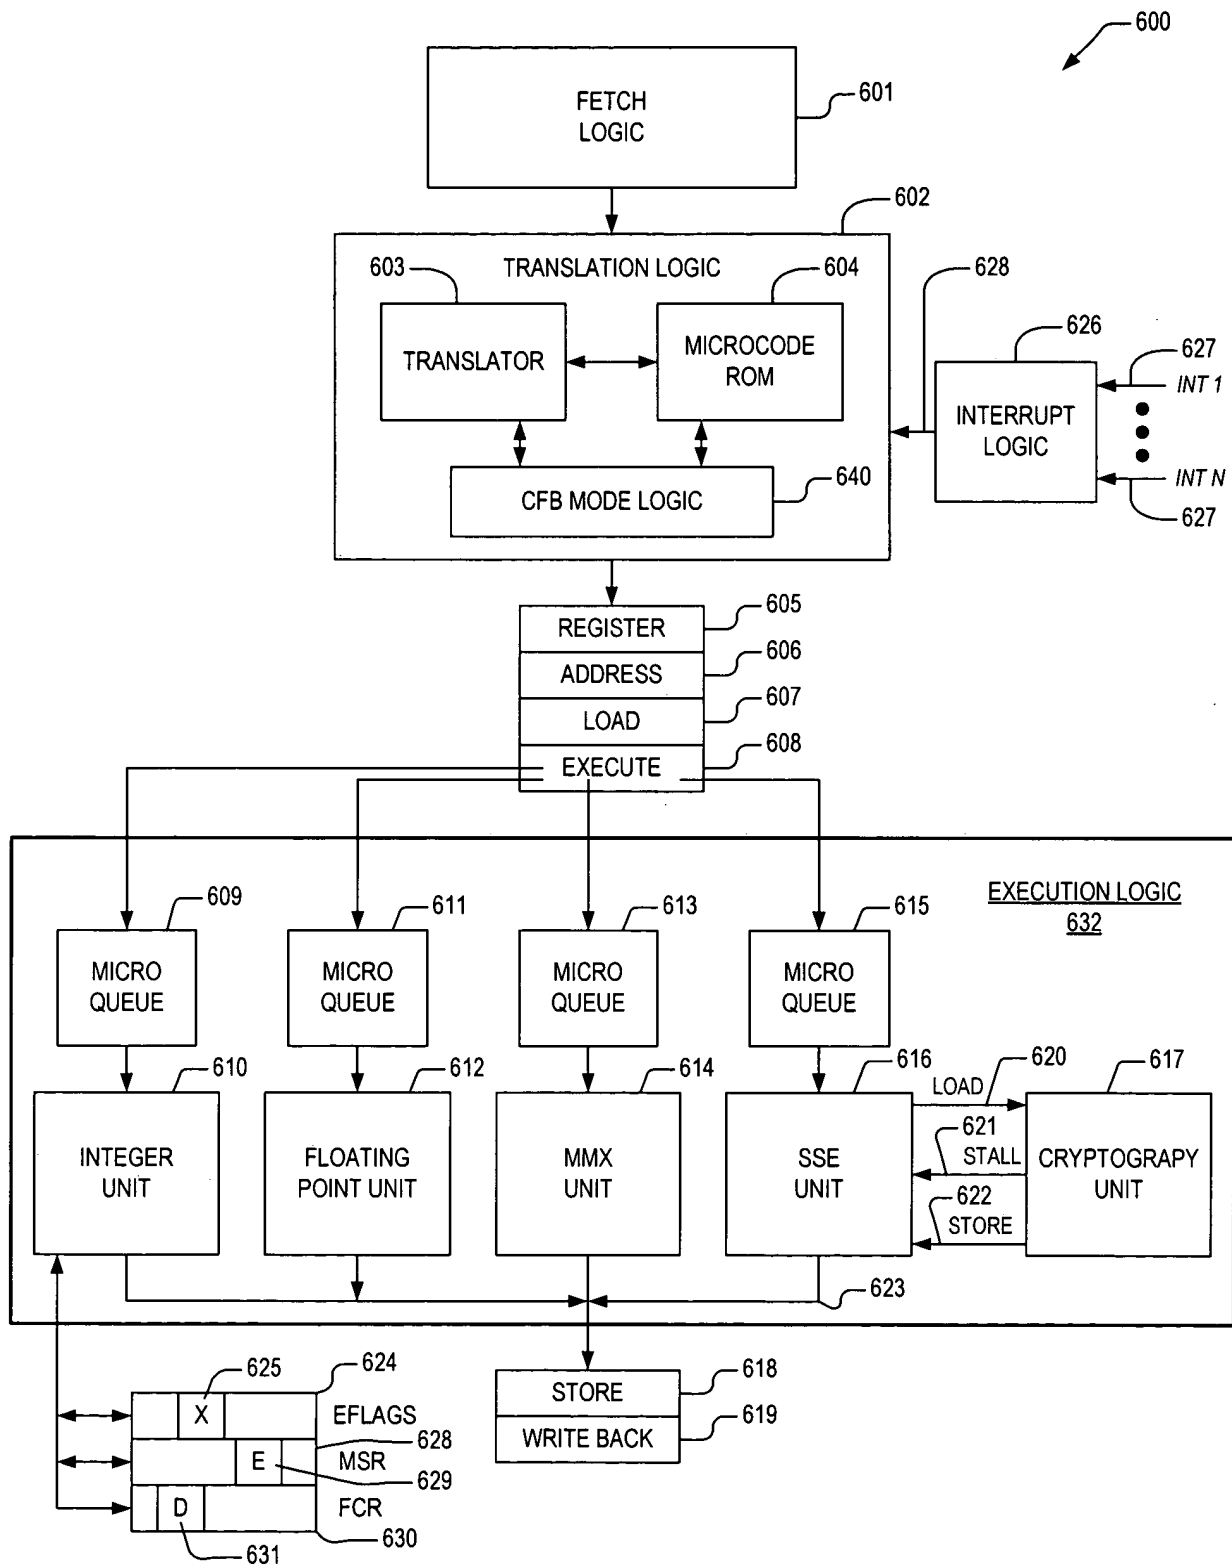 600
FETCH
LOGIC
601
602
TRANSLATION LOGIC
603
604
628
TRANSLATOR
MICROCODE
ROM
626
627
INT 1
INTERRUPT
LOGIC
INT N
627
CFB MODE LOGIC
640
REGISTER
605
ADDRESS
606
LOAD
607
EXECUTE
608
EXECUTION LOGIC
632
609
611
613
615
MICRO
QUEUE
MICRO
QUEUE
MICRO
QUEUE
MICRO
QUEUE
610
612
614
616
620
617
LOAD
INTEGER
UNIT
FLOATING
POINT UNIT
MMX
UNIT
SSE
UNIT
621
STALL
622
STORE
CRYPTOGRAPY
UNIT
623
625
624
X
EFLAGS
628
E
MSR
629
D
FCR
630
631
STORE
618
WRITE BACK
619